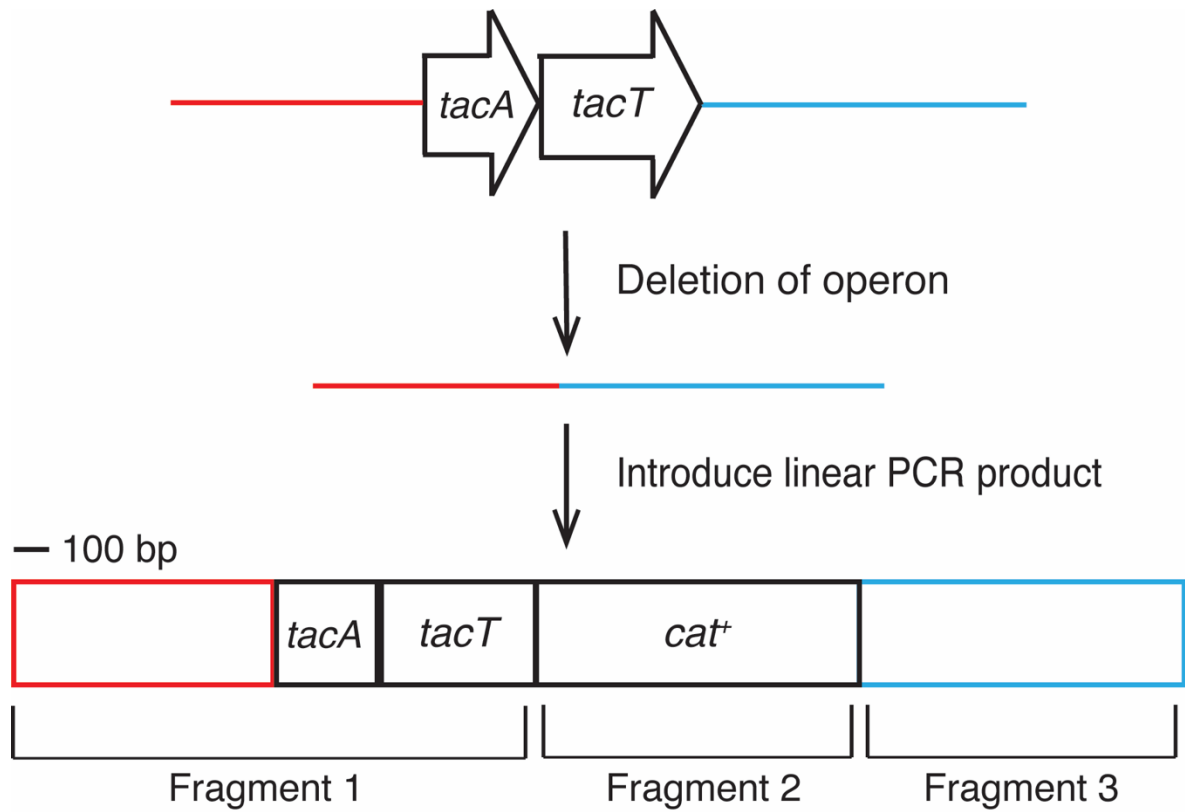 tacA tacT
Deletion of operon
Introduce linear PCR product
100 bp
tacA tacT cat⁺
Fragment 1 Fragment 2 Fragment 3